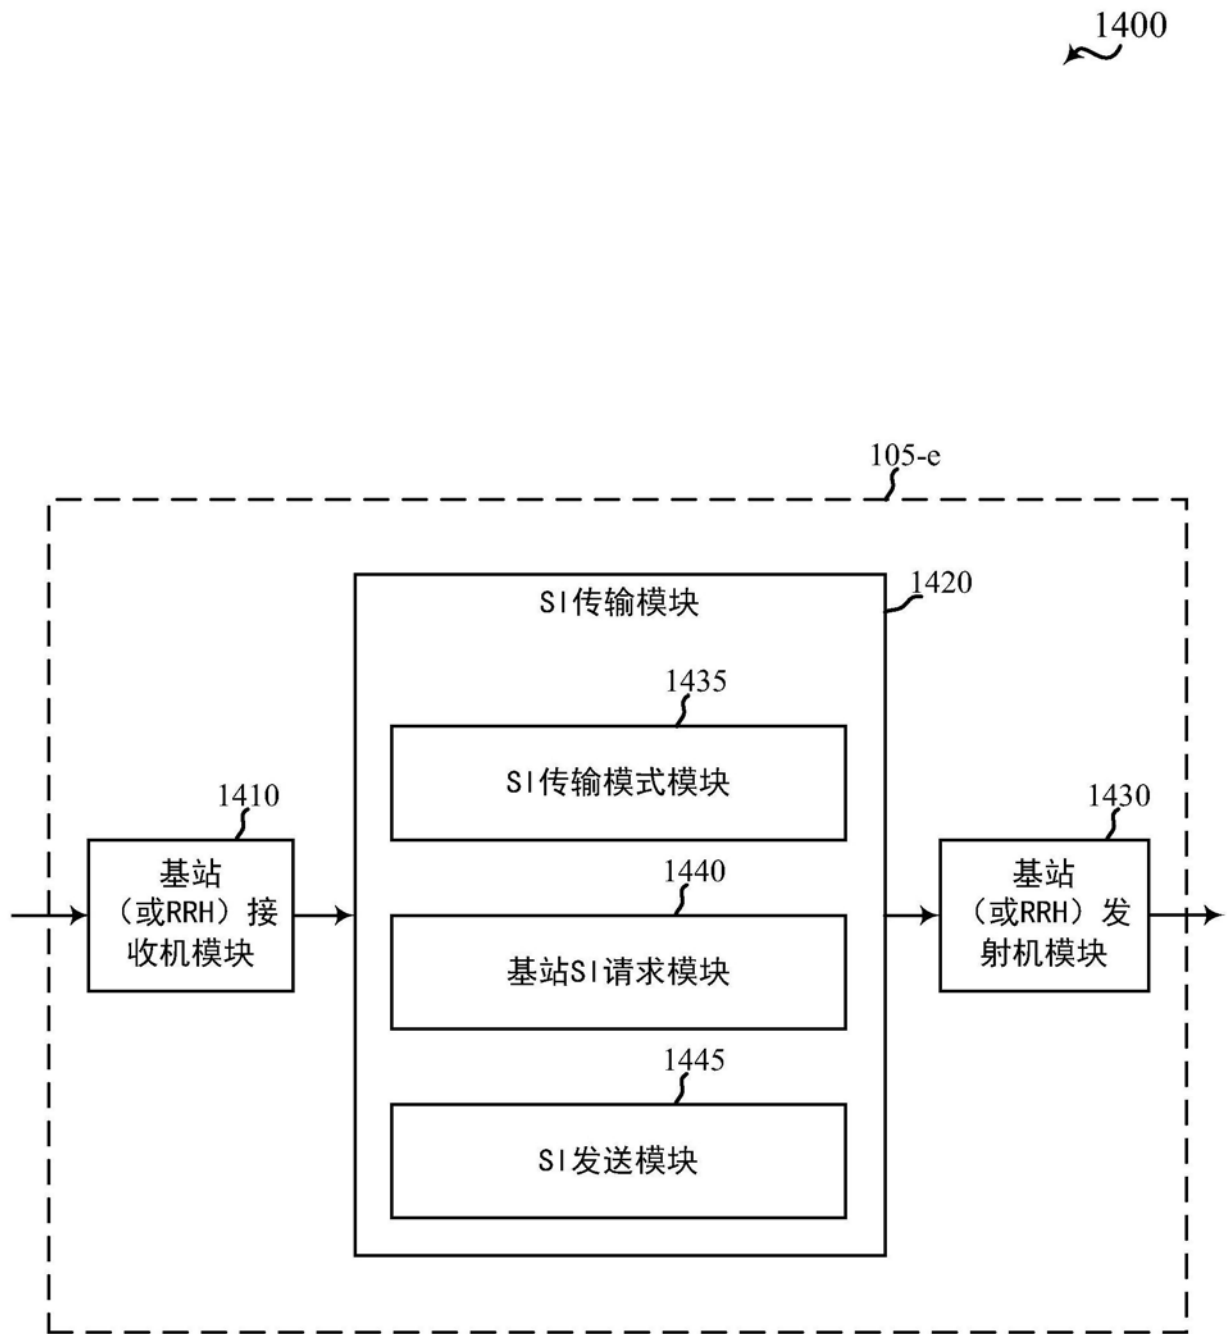 1400
105-e
1420
SI传输模块
1435
SI传输模式模块
1410
基站
（或RRH）接
收机模块
1440
基站SI请求模块
1430
基站
（或RRH）发
射机模块
1445
SI发送模块